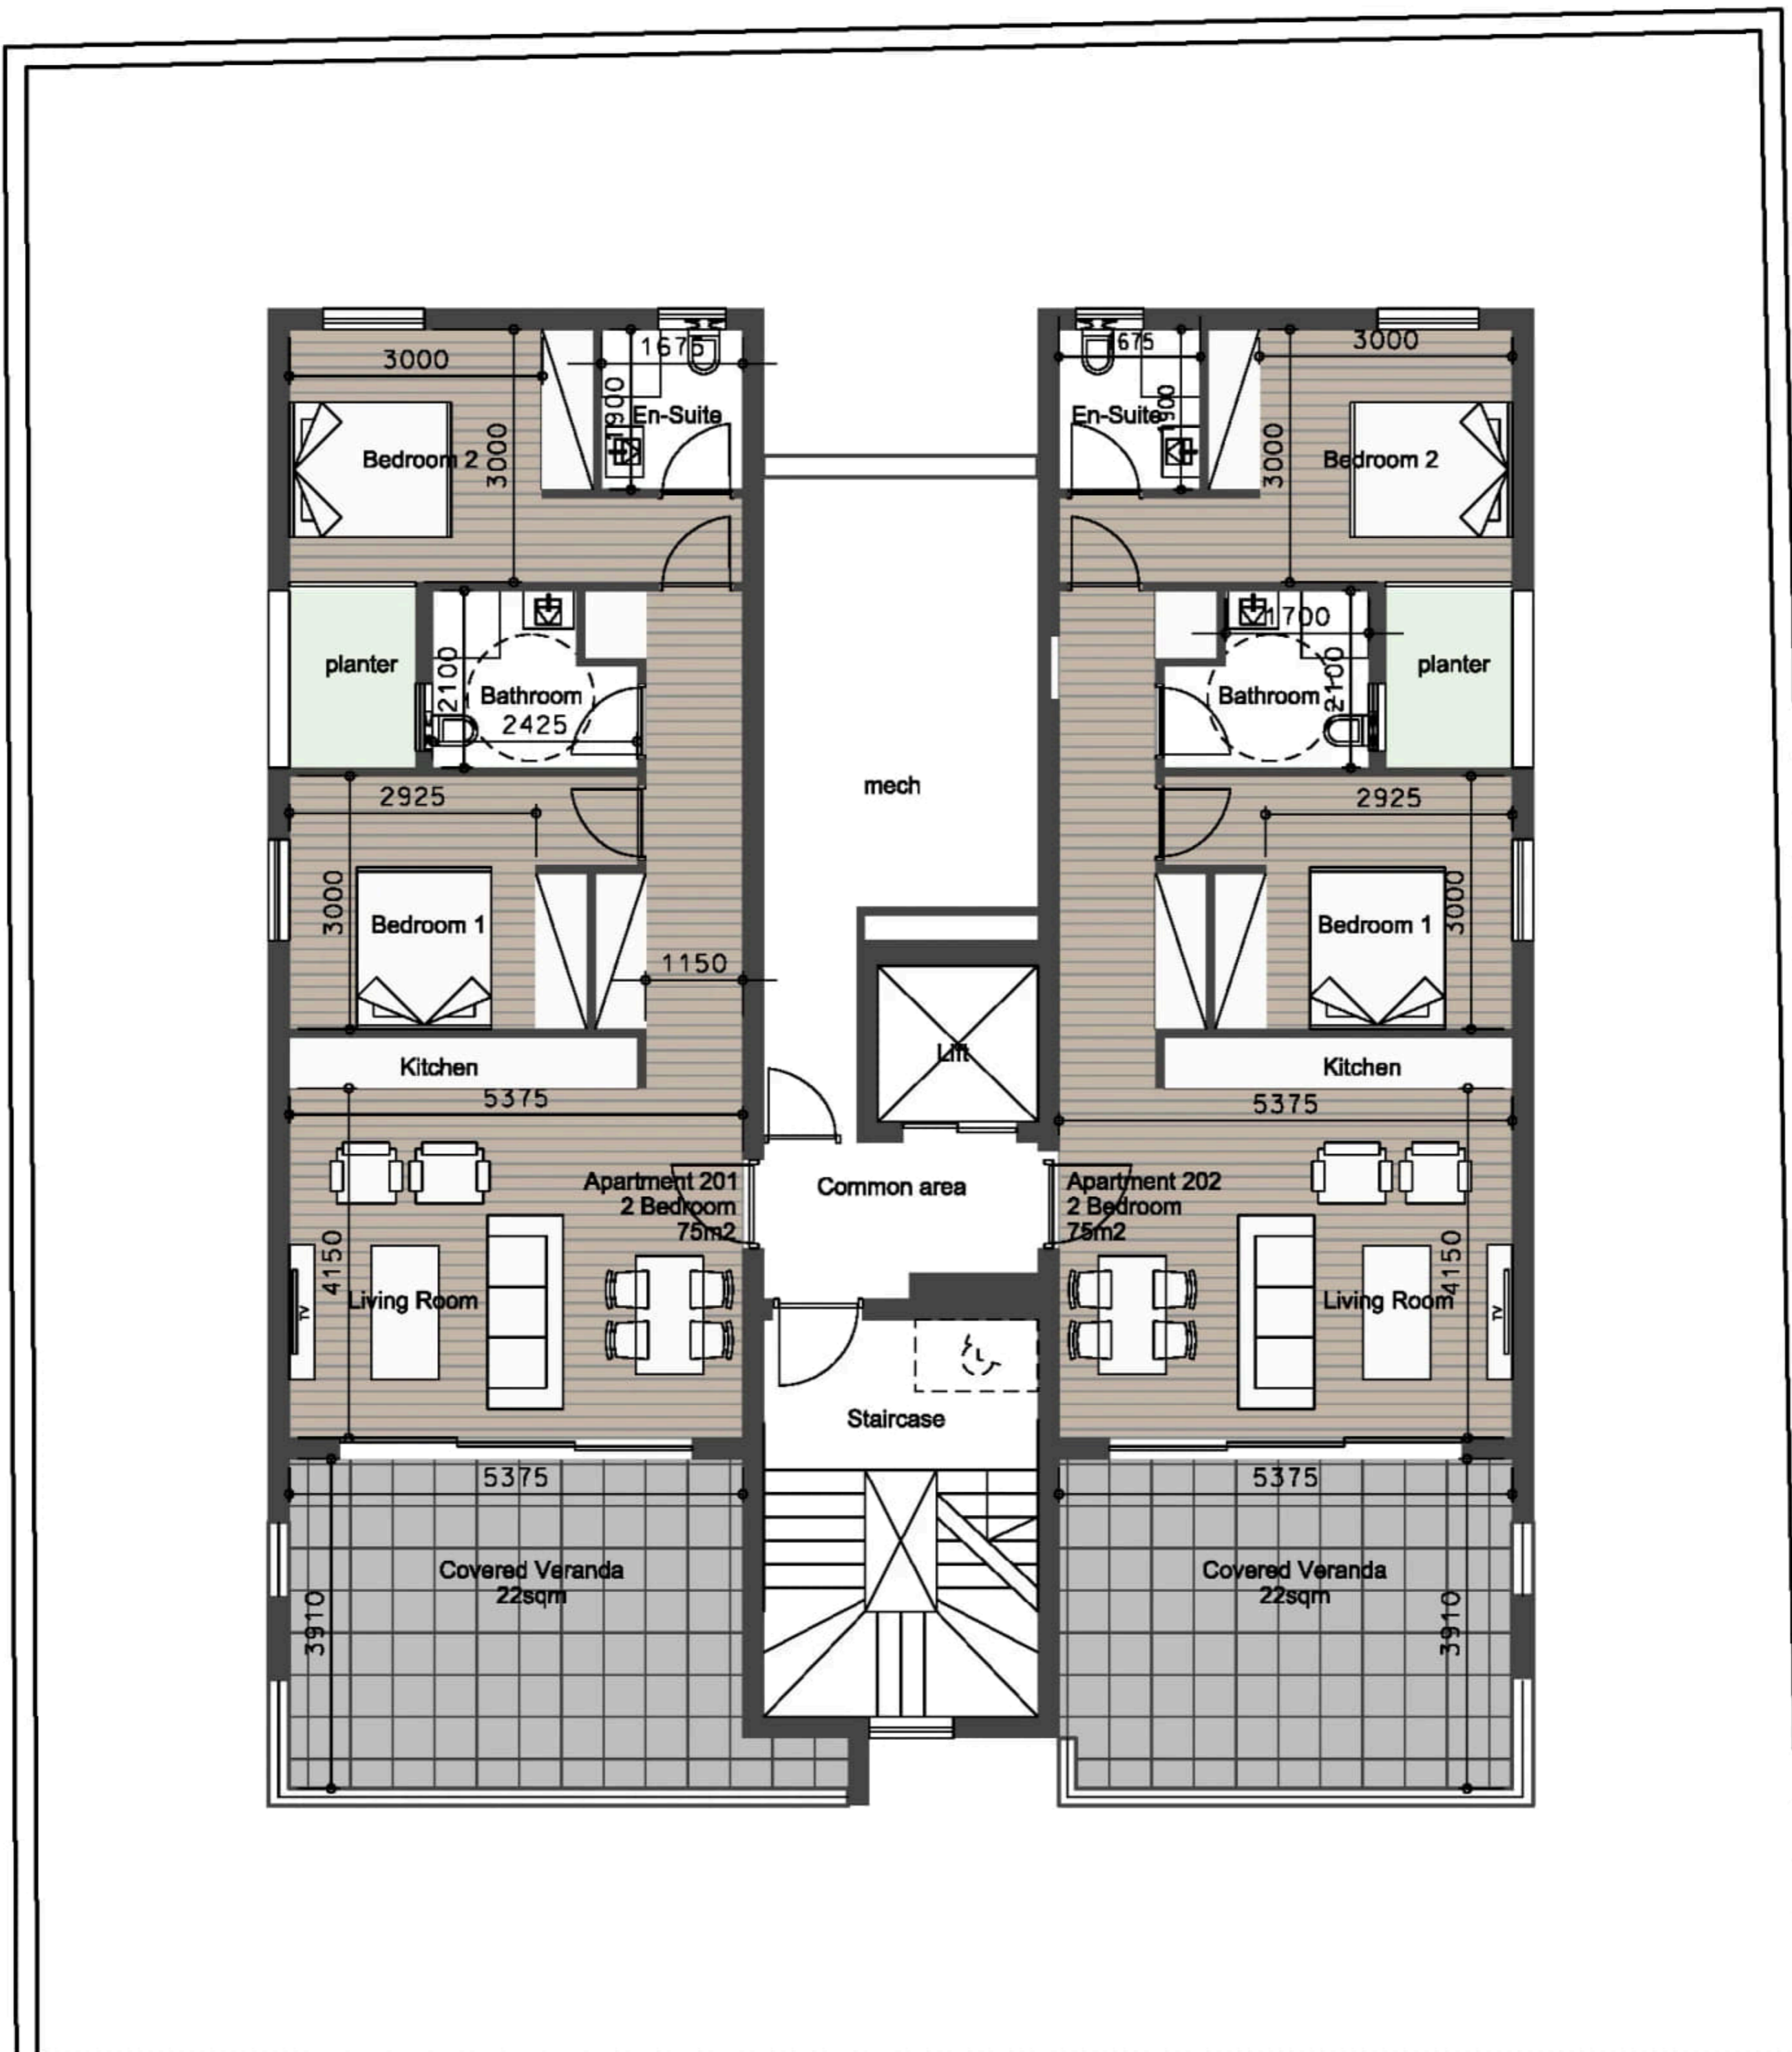 3000
1675
1675
3000
1900
En-Suite
En-Suite
1900
Bedroom 2
3000
3000
Bedroom 2
planter
2100
Bathroom
2425
1700
Bathroom
2100
planter
mech
2925
2925
3000
Bedroom 1
1150
Bedroom 1
3000
Lift
Kitchen
Kitchen
5375
5375
Apartment 201
2 Bedroom
75m2
Common area
Apartment 202
2 Bedroom
75m2
4150
4150
TV
Living Room
Living Room
TV
Staircase
5375
5375
Covered Veranda
22sqm
Covered Veranda
22sqm
3910
3910